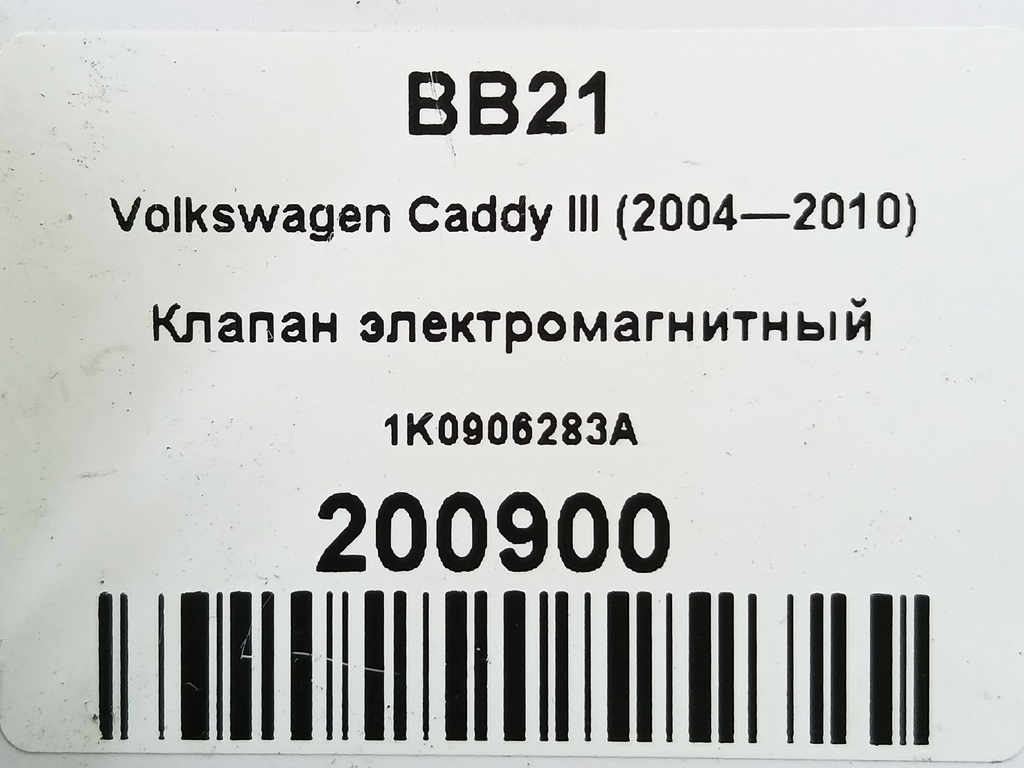 BB21
Volkswagen Caddy III (2004—2010)
Клапан электромагнитный
1K0906283A
200900